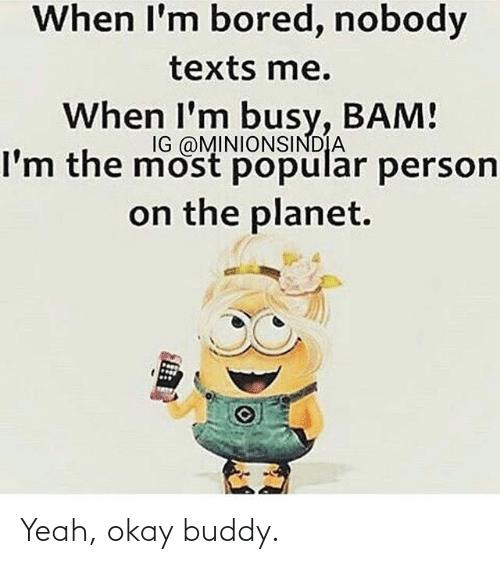 When I'm bored, nobody
texts me.
When I'm busy, BAM!
IG @MINIONSINDIA
I'm the most popular person
on the planet.
Yeah, okay buddy.